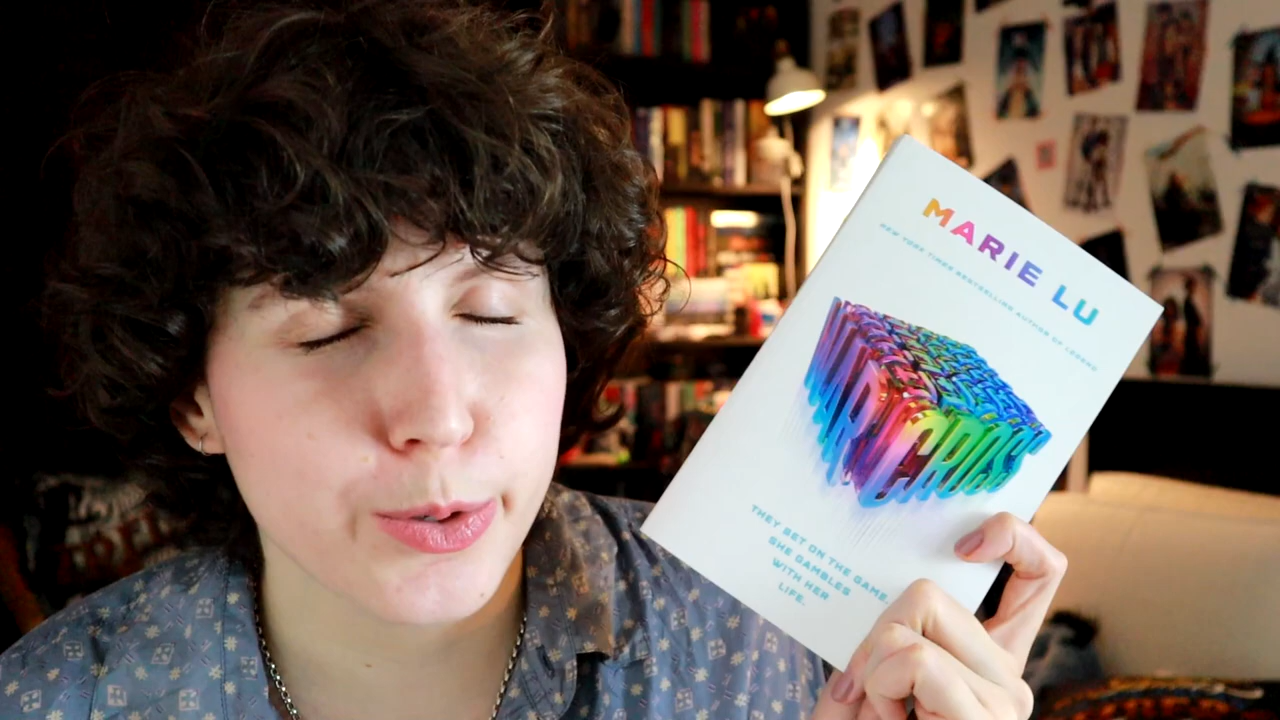 MARIE LU
NEW YORK TIMES BESTSELLING AUTHOR OF LEGEND
WARCROSS
THEY BET ON THE GAME.
SHE GAMBLES
WITH HER
LIFE.